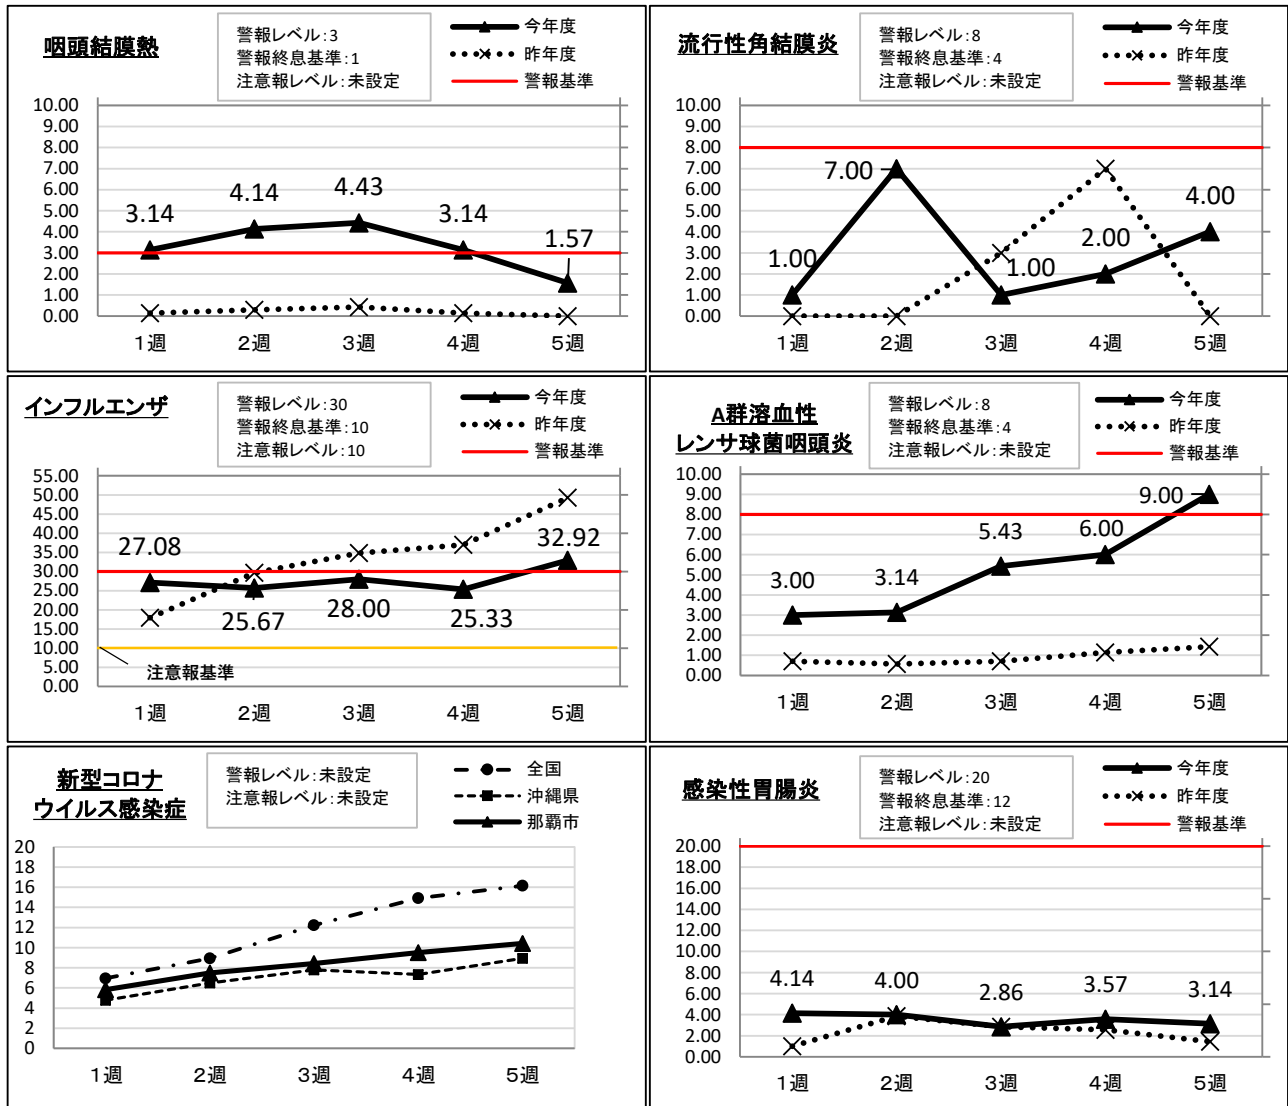 咽頭結膜熱
警報レベル:3
警報終息基準:1
注意報レベル:未設定
今年度
昨年度
警報基準
10.00
9.00
8.00
7.00
6.00
5.00
4.00
3.00
2.00
1.00
0.00
3.14
4.14
4.43
3.14
1.57
1週
2週
3週
4週
5週
流行性角結膜炎
警報レベル:8
警報終息基準:4
注意報レベル:未設定
今年度
昨年度
警報基準
10.00
9.00
8.00
7.00
6.00
5.00
4.00
3.00
2.00
1.00
0.00
1.00
7.00
1.00
2.00
4.00
1週
2週
3週
4週
5週
インフルエンザ
警報レベル:30
警報終息基準:10
注意報レベル:10
今年度
昨年度
警報基準
55.00
50.00
45.00
40.00
35.00
30.00
25.00
20.00
15.00
10.00
5.00
0.00
27.08
25.67
28.00
25.33
32.92
注意報基準
1週
2週
3週
4週
5週
A群溶血性
レンサ球菌咽頭炎
警報レベル:8
警報終息基準:4
注意報レベル:未設定
今年度
昨年度
警報基準
10.00
9.00
8.00
7.00
6.00
5.00
4.00
3.00
2.00
1.00
0.00
3.00
3.14
5.43
6.00
9.00
1週
2週
3週
4週
5週
新型コロナ
ウイルス感染症
警報レベル:未設定
注意報レベル:未設定
全国
沖縄県
那覇市
20
18
16
14
12
10
8
6
4
2
0
1週
2週
3週
4週
5週
感染性胃腸炎
警報レベル:20
警報終息基準:12
注意報レベル:未設定
今年度
昨年度
警報基準
20.00
18.00
16.00
14.00
12.00
10.00
8.00
6.00
4.00
2.00
0.00
4.14
4.00
2.86
3.57
3.14
1週
2週
3週
4週
5週